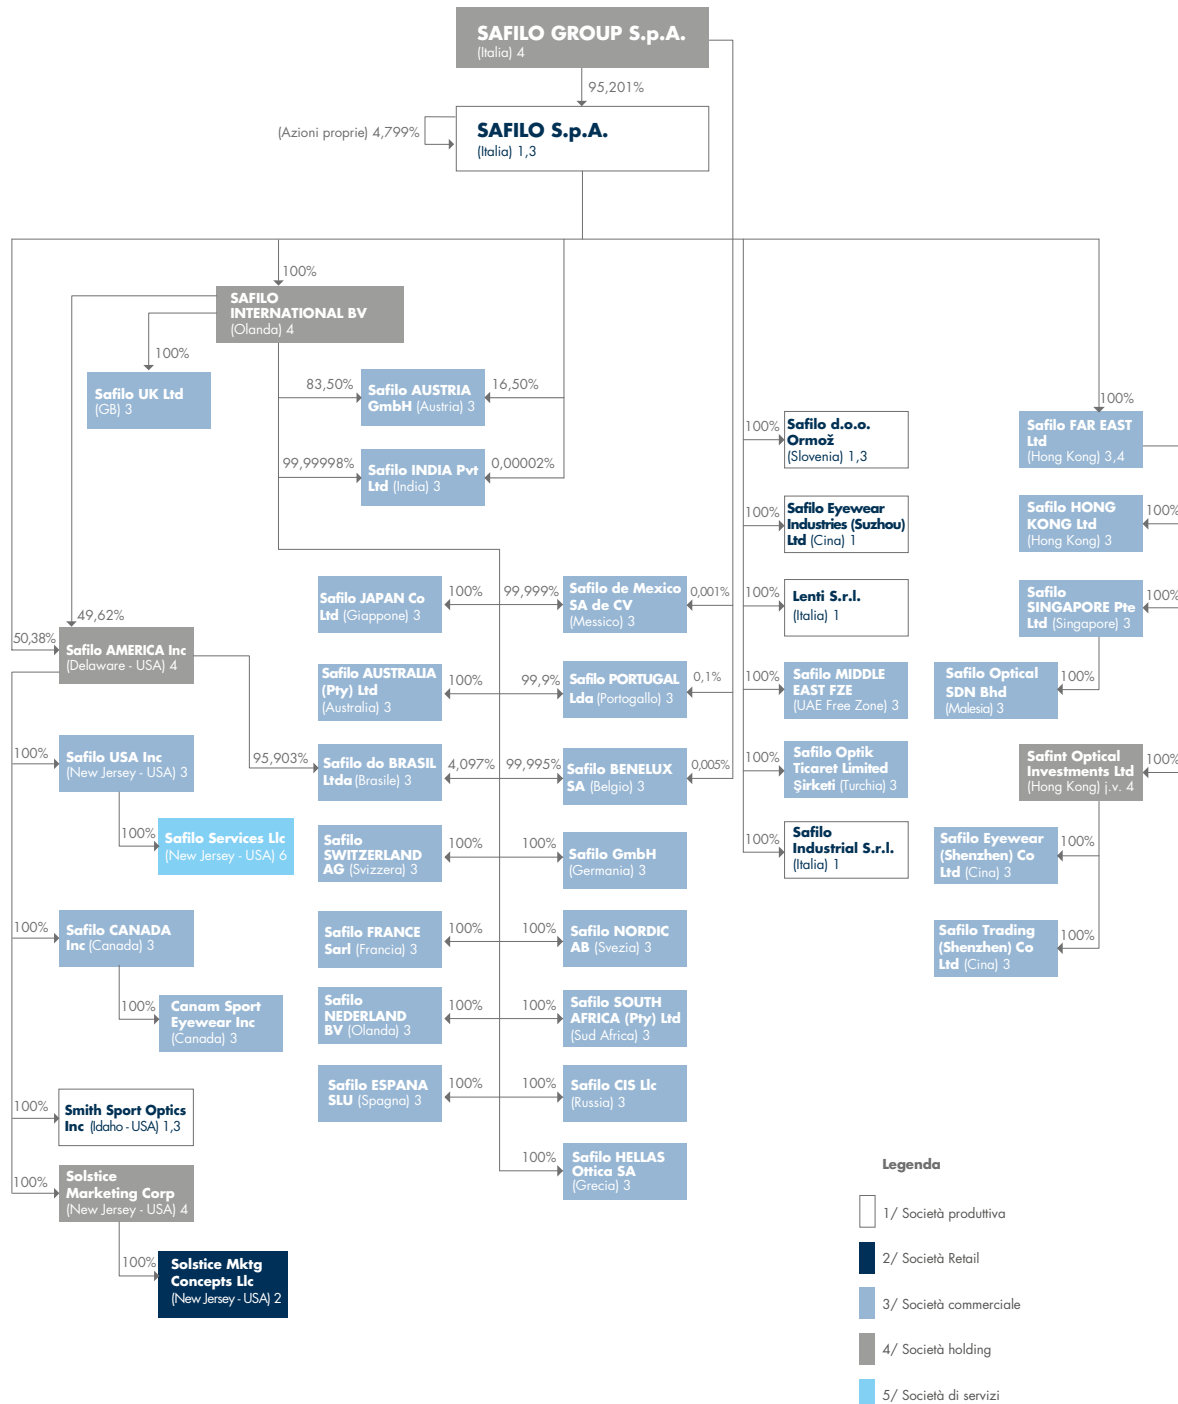 SAFILO GROUP S.p.A.
(Italia) 4
95,201%
(Azioni proprie) 4,799%
SAFILO S.p.A.
(Italia) 1,3
100%
SAFILO
INTERNATIONAL BV
(Olanda) 4
100%
Safilo UK Ltd
(GB) 3
83,50%
Safilo AUSTRIA
GmbH (Austria) 3
16,50%
99,99998%
Safilo INDIA Pvt
Ltd (India) 3
0,00002%
49,62%
50,38%
Safilo AMERICA Inc
(Delaware - USA) 4
100%
Safilo USA Inc
(New Jersey - USA) 3
100%
Safilo Services Llc
(New Jersey - USA) 6
100%
Safilo CANADA
Inc (Canada) 3
100%
Canam Sport
Eyewear Inc
(Canada) 3
100%
Smith Sport Optics
Inc (Idaho - USA) 1,3
100%
Solstice
Marketing Corp
(New Jersey - USA) 4
100%
Solstice Mktg
Concepts Llc
(New Jersey - USA) 2
Safilo JAPAN Co
Ltd (Giappone) 3
100%
99,999%
Safilo de Mexico
SA de CV
(Messico) 3
0,001%
Safilo AUSTRALIA
(Pty) Ltd
(Australia) 3
100%
99,9%
Safilo PORTUGAL
Lda (Portogallo) 3
0,1%
95,903%
Safilo do BRASIL
Ltda (Brasile) 3
4,097%
99,995%
Safilo BENELUX
SA (Belgio) 3
0,005%
Safilo
SWITZERLAND
AG (Svizzera) 3
100%
100%
Safilo GmbH
(Germania) 3
Safilo FRANCE
Sarl (Francia) 3
100%
100%
Safilo NORDIC
AB (Svezia) 3
Safilo
NEDERLAND
BV (Olanda) 3
100%
100%
Safilo SOUTH
AFRICA (Pty) Ltd
(Sud Africa) 3
Safilo ESPANA
SLU (Spagna) 3
100%
100%
Safilo CIS Llc
(Russia) 3
100%
Safilo HELLAS
Ottica SA
(Grecia) 3
100%
Safilo d.o.o.
Ormož
(Slovenia) 1,3
100%
Safilo Eyewear
Industries (Suzhou)
Ltd (Cina) 1
100%
Lenti S.r.l.
(Italia) 1
100%
Safilo MIDDLE
EAST FZE
(UAE Free Zone) 3
100%
Safilo Optik
Ticaret Limited
Şirketi (Turchia) 3
100%
Safilo
Industrial S.r.l.
(Italia) 1
100%
Safilo FAR EAST
Ltd
(Hong Kong) 3,4
Safilo HONG
KONG Ltd
(Hong Kong) 3
100%
Safilo
SINGAPORE Pte
Ltd (Singapore) 3
100%
Safilo Optical
SDN Bhd
(Malesia) 3
100%
Safint Optical
Investments Ltd
(Hong Kong) j.v. 4
100%
Safilo Eyewear
(Shenzhen) Co
Ltd (Cina) 3
100%
Safilo Trading
(Shenzhen) Co
Ltd (Cina) 3
100%
Legenda
1/ Società produttiva
2/ Società Retail
3/ Società commerciale
4/ Società holding
5/ Società di servizi